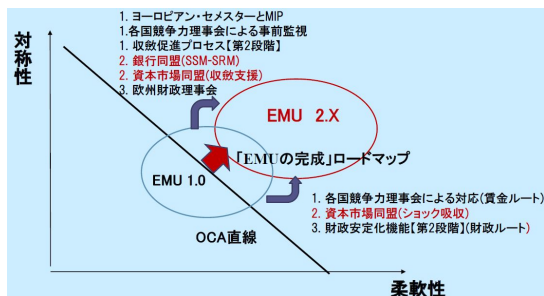 1. ヨーロピアン・セメスターとMIP
1.各国競争力理事会による事前監視
1. 収斂促進プロセス【第2段階】
2. 銀行同盟(SSM-SRM)
2. 資本市場同盟(収斂支援)
3. 欧州財政理事会
対称性
EMU 2.X
「EMUの完成」ロードマップ
EMU 1.0
1. 各国競争力理事会による対応(賃金ルート)
2. 資本市場同盟(ショック吸収)
3. 財政安定化機能【第2段階】(財政ルート)
OCA直線
柔軟性